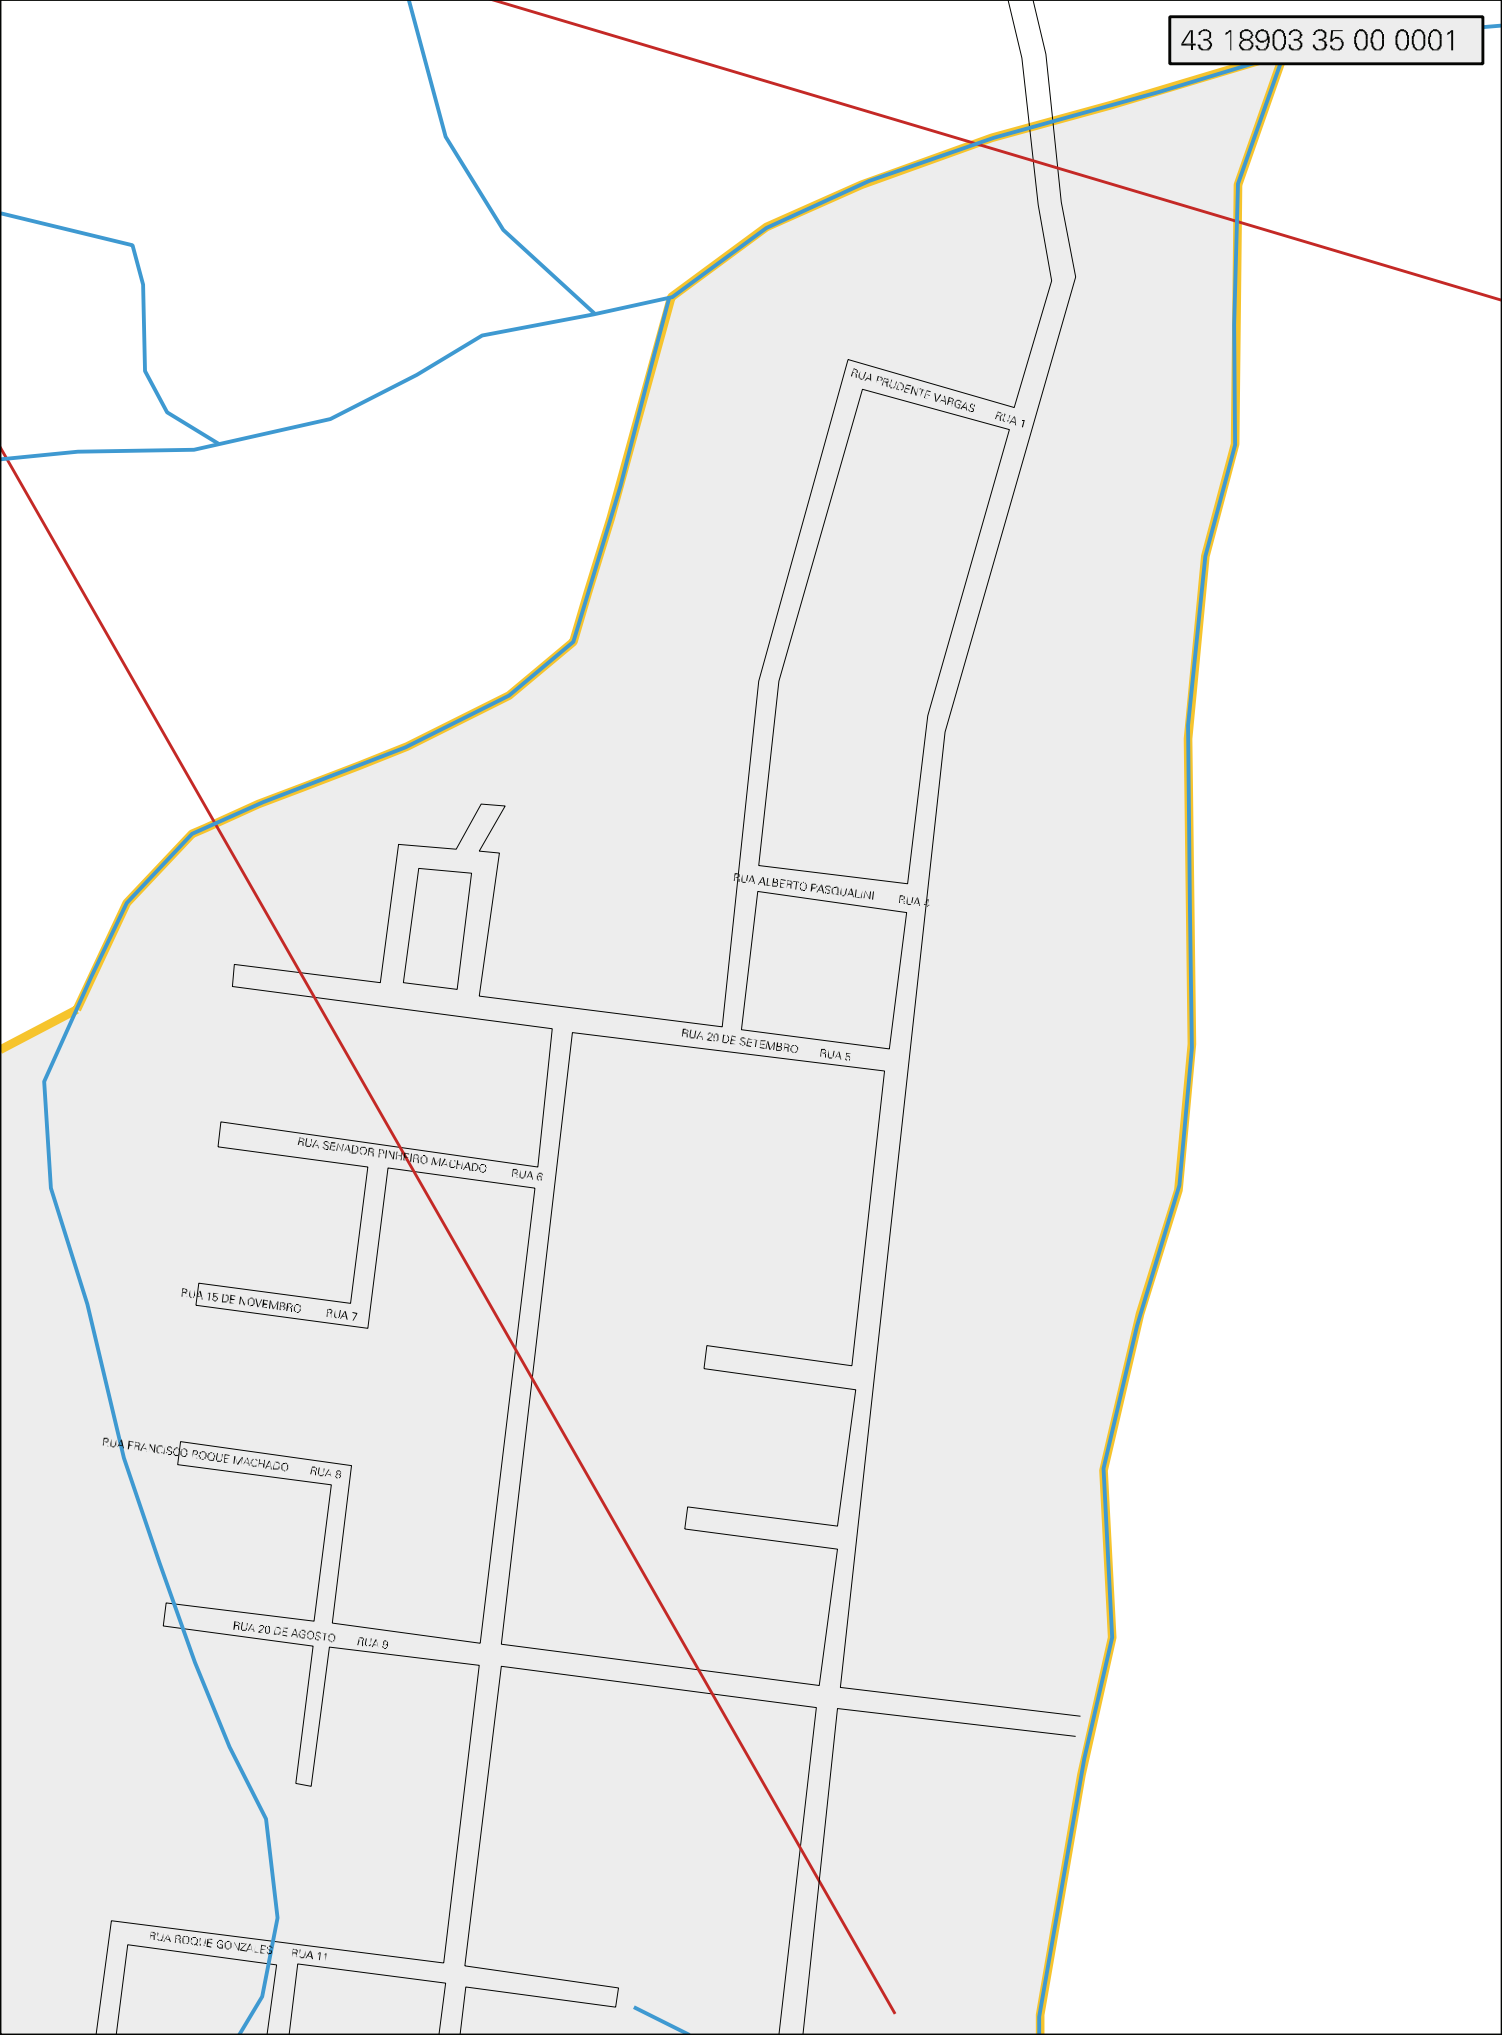 43 18903 35 00 0001
RUA PRUDENTE VARGAS RUA 1
RUA ALBERTO PASQUALINI RUA 4
RUA 20 DE SETEMBRO RUA 5
RUA SENADOR PINHEIRO MACHADO RUA 6
RUA 15 DE NOVEMBRO RUA 7
RUA FRANCISCO ROQUE MACHADO RUA 8
RUA 20 DE AGOSTO RUA 9
RUA ROQUE GONZALES RUA 11